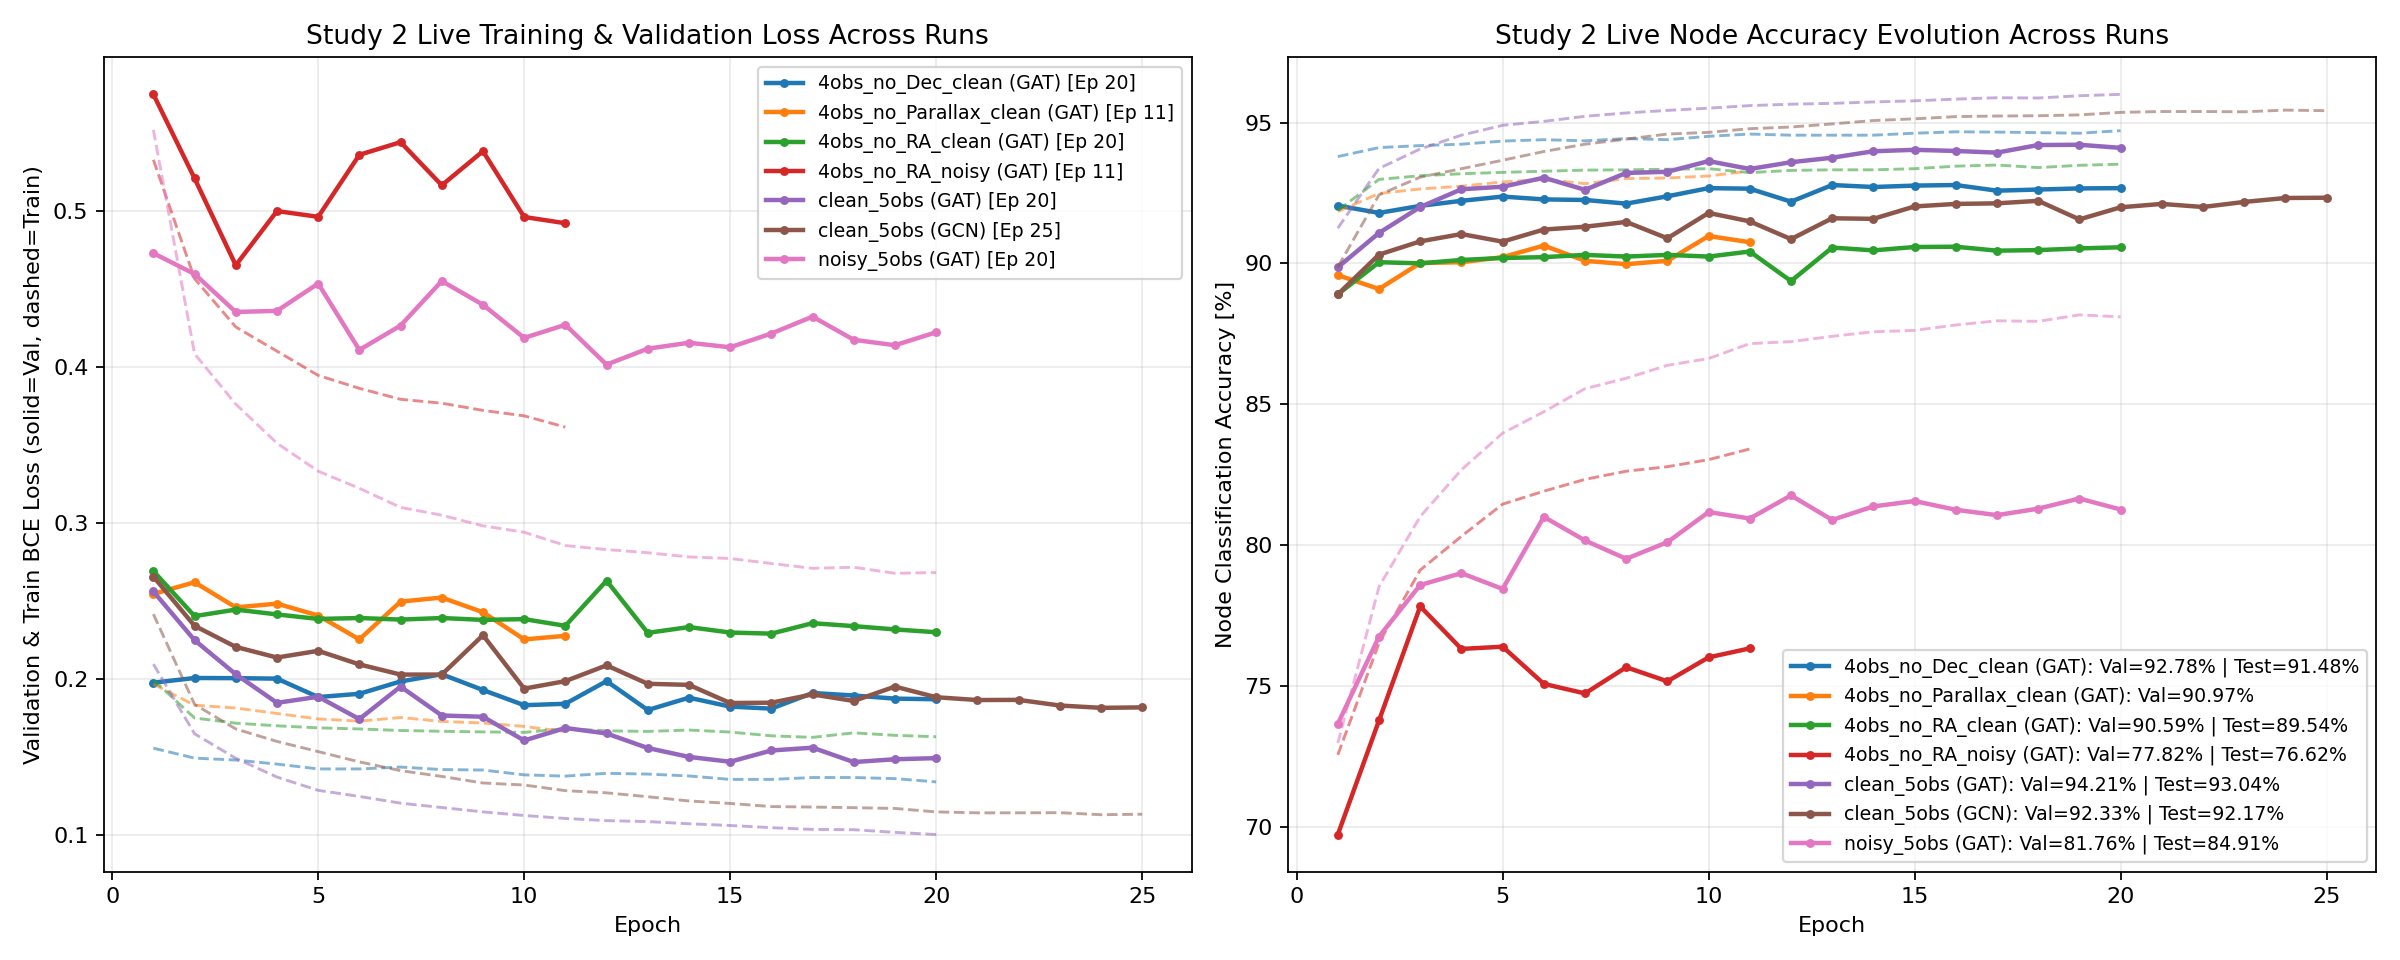 Study 2 Live Training & Validation Loss Across Runs
Validation & Train BCE Loss (solid=Val, dashed=Train)
0.5
0.4
0.3
0.2
0.1
0
5
10
15
20
25
Epoch
4obs_no_Dec_clean (GAT) [Ep 20]
4obs_no_Parallax_clean (GAT) [Ep 11]
4obs_no_RA_clean (GAT) [Ep 20]
4obs_no_RA_noisy (GAT) [Ep 11]
clean_5obs (GAT) [Ep 20]
clean_5obs (GCN) [Ep 25]
noisy_5obs (GAT) [Ep 20]
Study 2 Live Node Accuracy Evolution Across Runs
Node Classification Accuracy [%]
95
90
85
80
75
70
0
5
10
15
20
25
Epoch
4obs_no_Dec_clean (GAT): Val=92.78% | Test=91.48%
4obs_no_Parallax_clean (GAT): Val=90.97%
4obs_no_RA_clean (GAT): Val=90.59% | Test=89.54%
4obs_no_RA_noisy (GAT): Val=77.82% | Test=76.62%
clean_5obs (GAT): Val=94.21% | Test=93.04%
clean_5obs (GCN): Val=92.33% | Test=92.17%
noisy_5obs (GAT): Val=81.76% | Test=84.91%